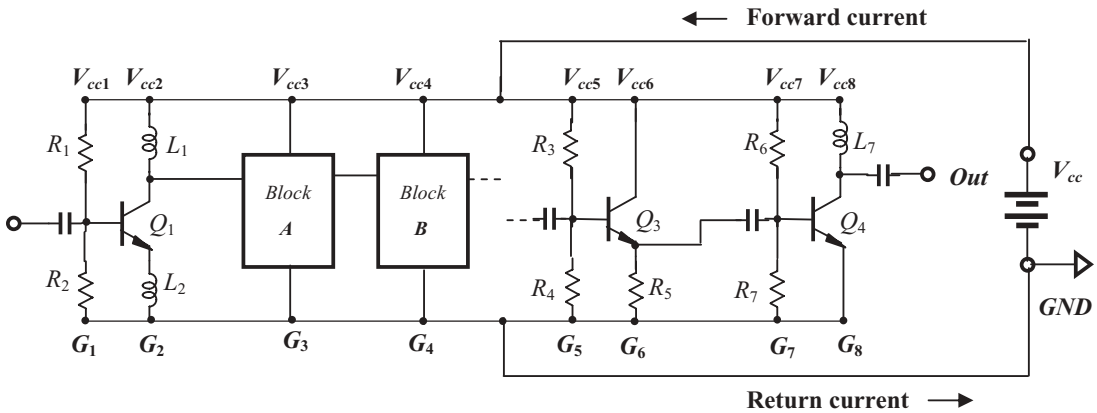 Forward current
Vcc1 Vcc2 Vcc3 Vcc4 Vcc5 Vcc6 Vcc7 Vcc8
R1 L1 R3 R6 L7
Vcc
Out
Block A
Block B
Q1 Q3 Q4
R2 L2 R4 R5 R7
GND
G1 G2 G3 G4 G5 G6 G7 G8
Return current